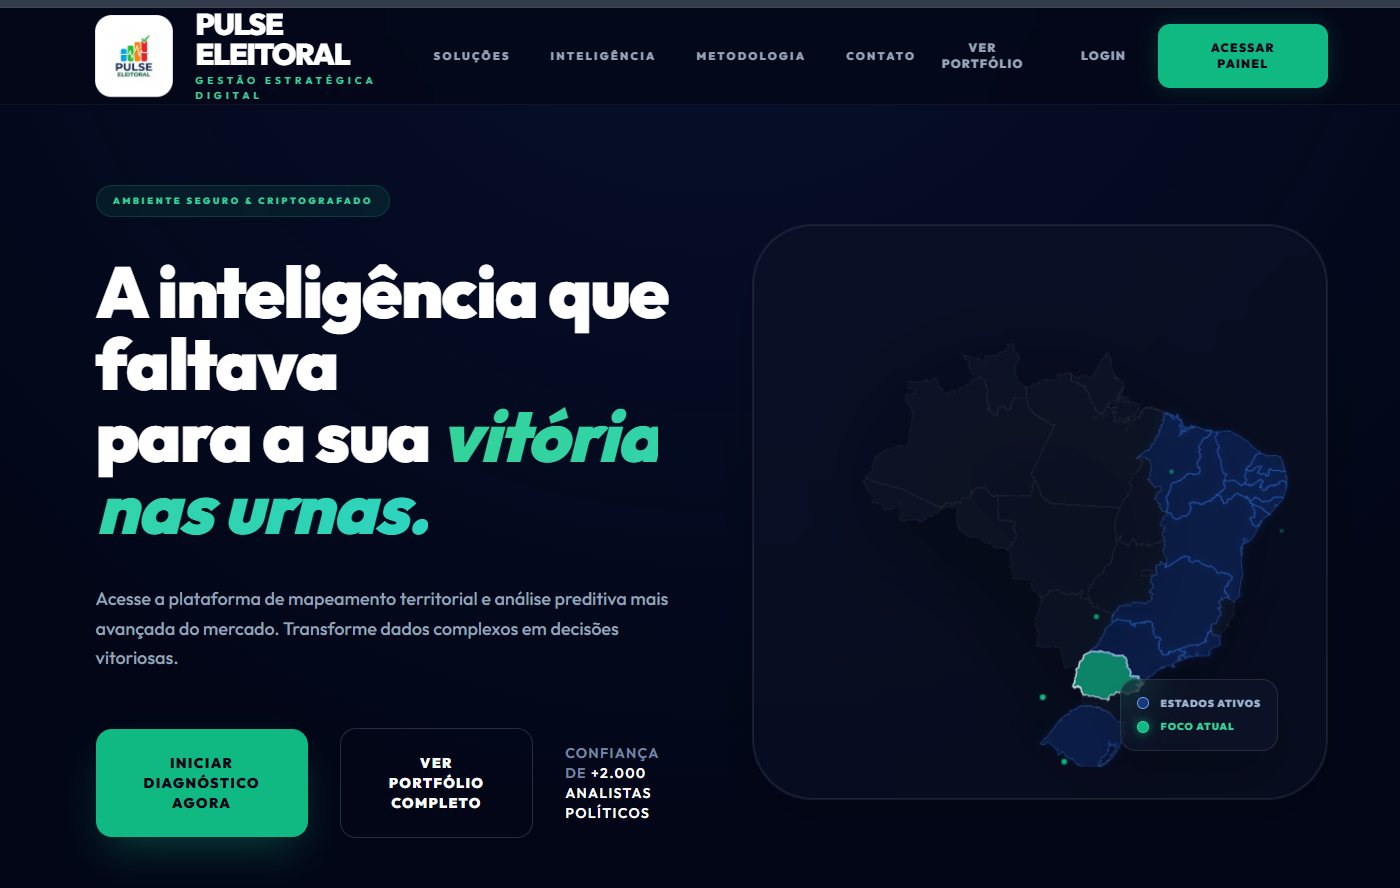 PULSE
ELEITORAL
PULSE
ELEITORAL
GESTÃO ESTRATÉGICA
DIGITAL
SOLUÇÕES
INTELIGÊNCIA
METODOLOGIA
CONTATO
VER
PORTFÓLIO
LOGIN
ACESSAR
PAINEL
AMBIENTE SEGURO & CRIPTOGRAFADO
A inteligência que
faltava
para a sua vitória
nas urnas.
Acesse a plataforma de mapeamento territorial e análise preditiva mais
avançada do mercado. Transforme dados complexos em decisões
vitoriosas.
INICIAR
DIAGNÓSTICO
AGORA
VER
PORTFÓLIO
COMPLETO
CONFIANÇA
DE +2.000
ANALISTAS
POLÍTICOS
ESTADOS ATIVOS
FOCO ATUAL